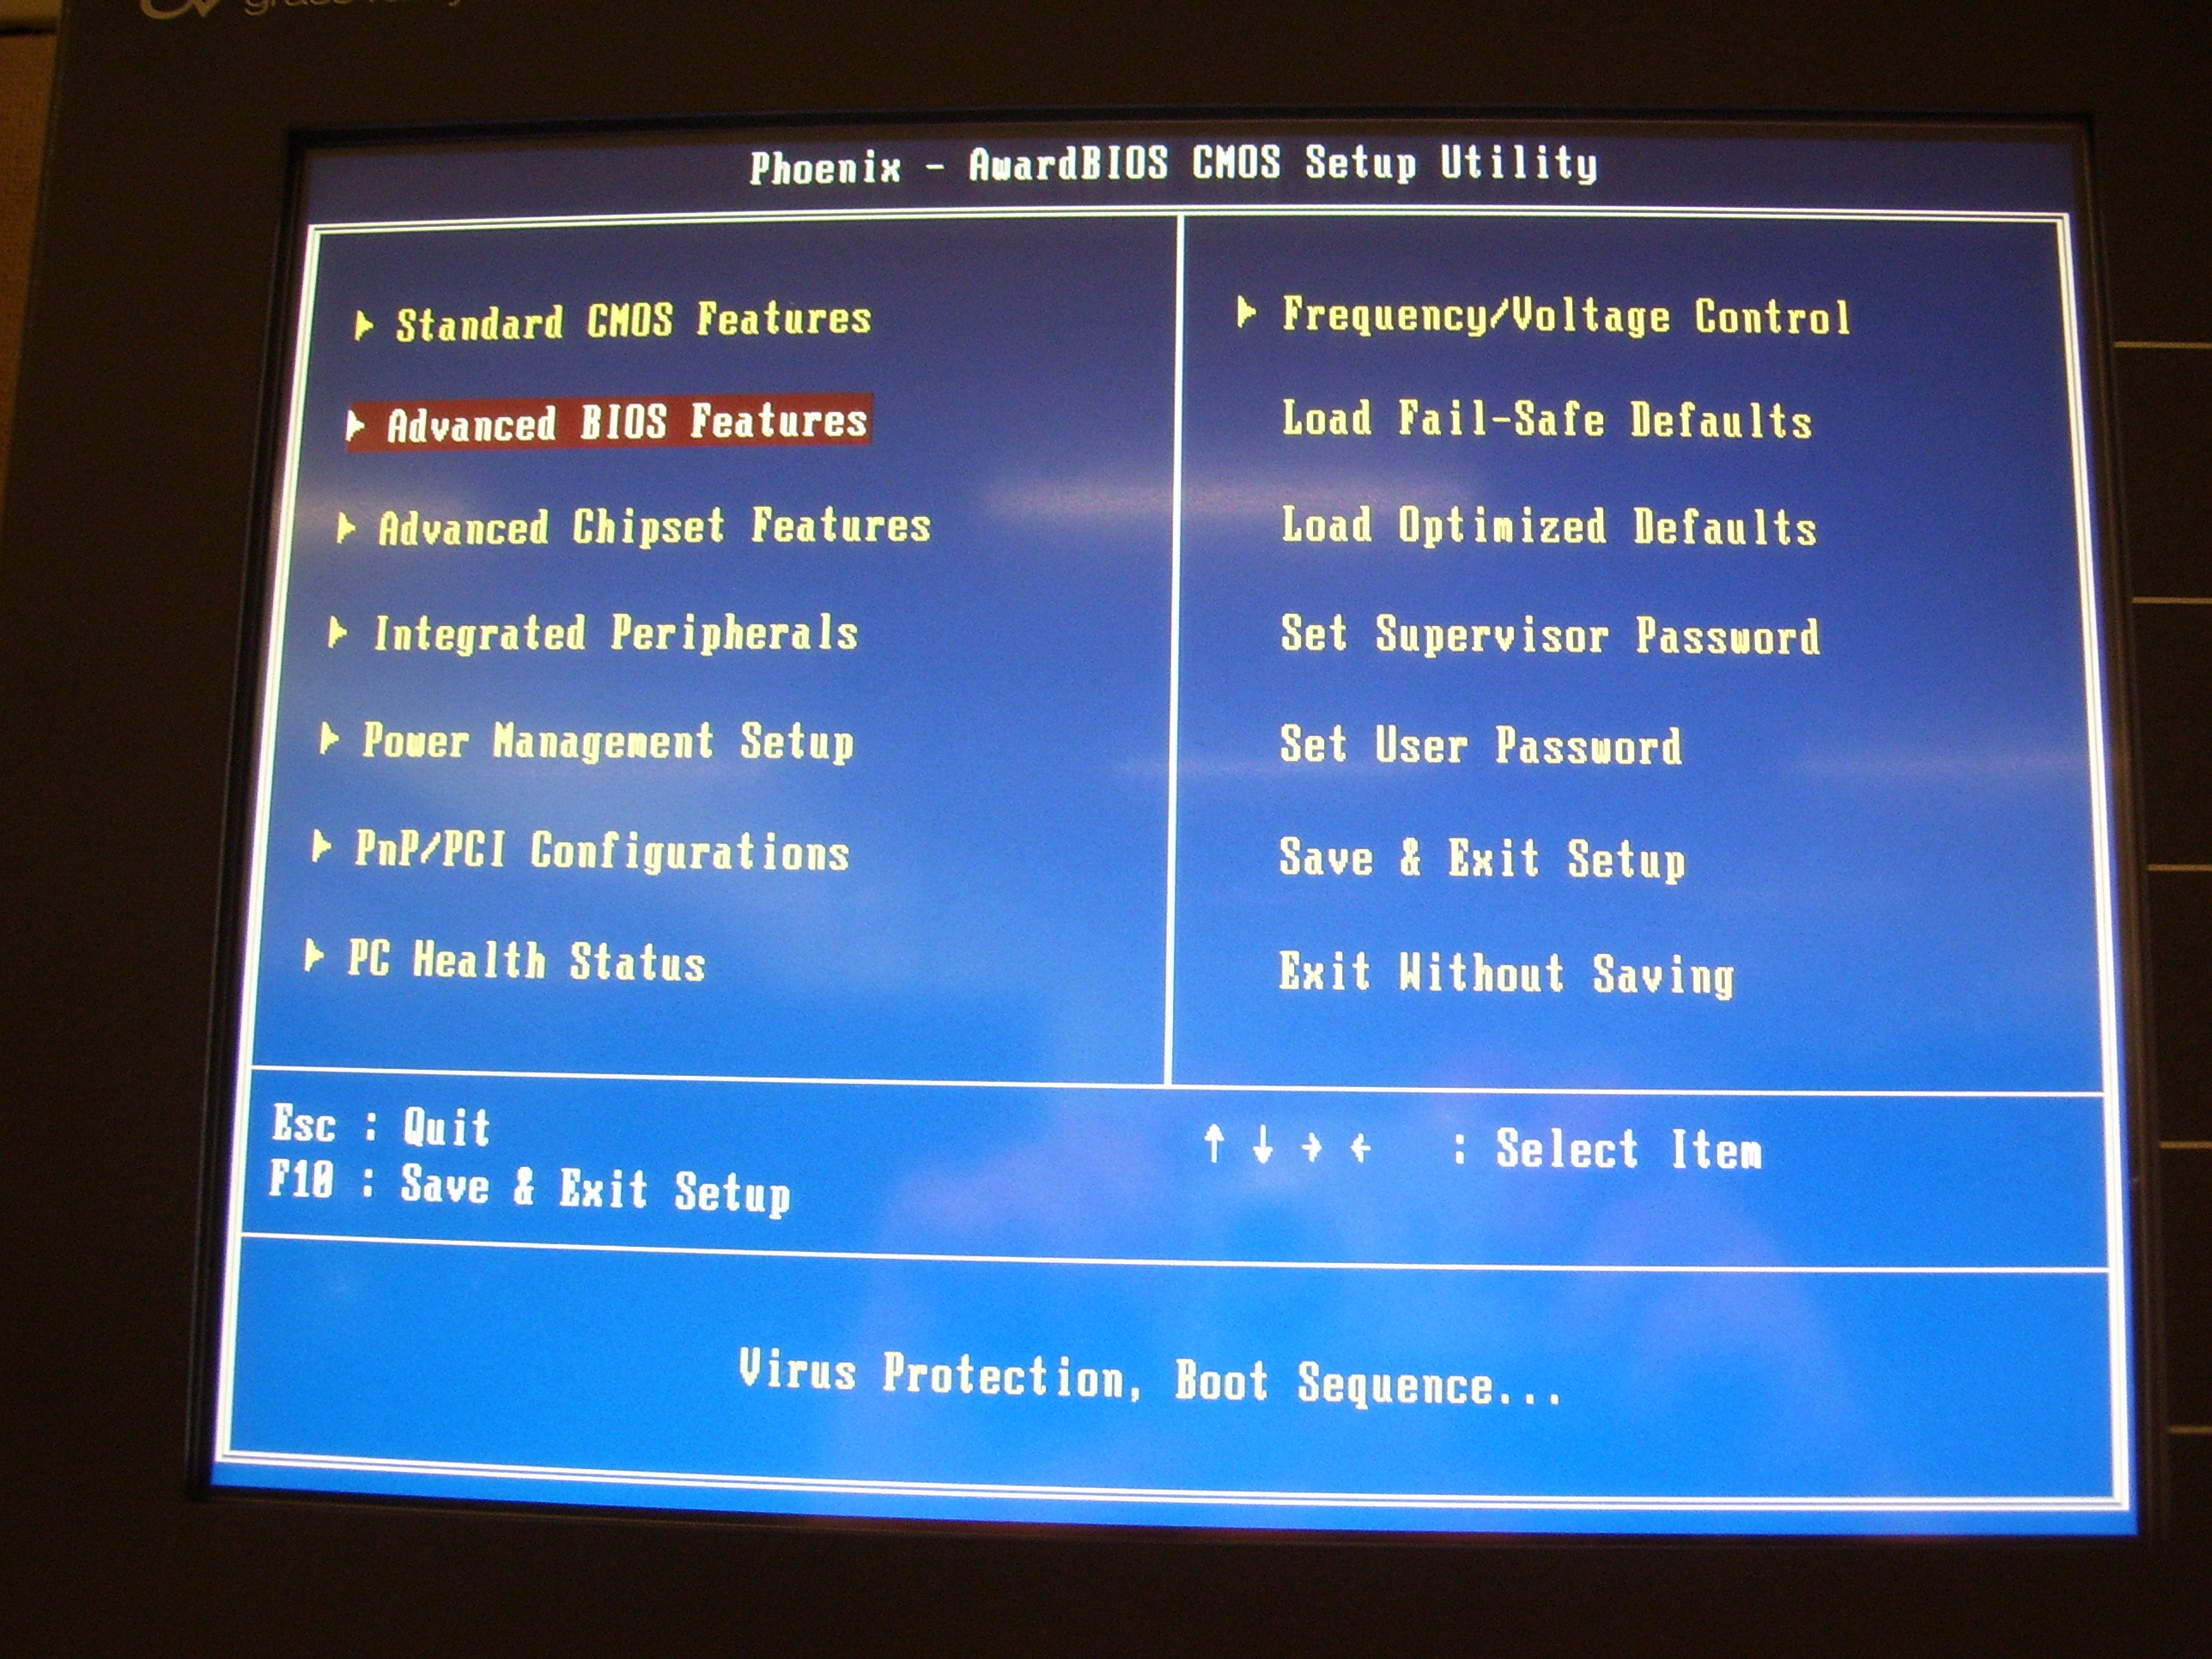 Phoenix - AwardBIOS CMOS Setup Utility
Standard CMOS Features
Advanced BIOS Features
Advanced Chipset Features
Integrated Peripherals
Power Management Setup
PnP/PCI Configurations
PC Health Status
Frequency/Voltage Control
Load Fail-Safe Defaults
Load Optimized Defaults
Set Supervisor Password
Set User Password
Save & Exit Setup
Exit Without Saving
Esc : Quit
F10 : Save & Exit Setup
↑ ↓ → ← : Select Item
Virus Protection, Boot Sequence...